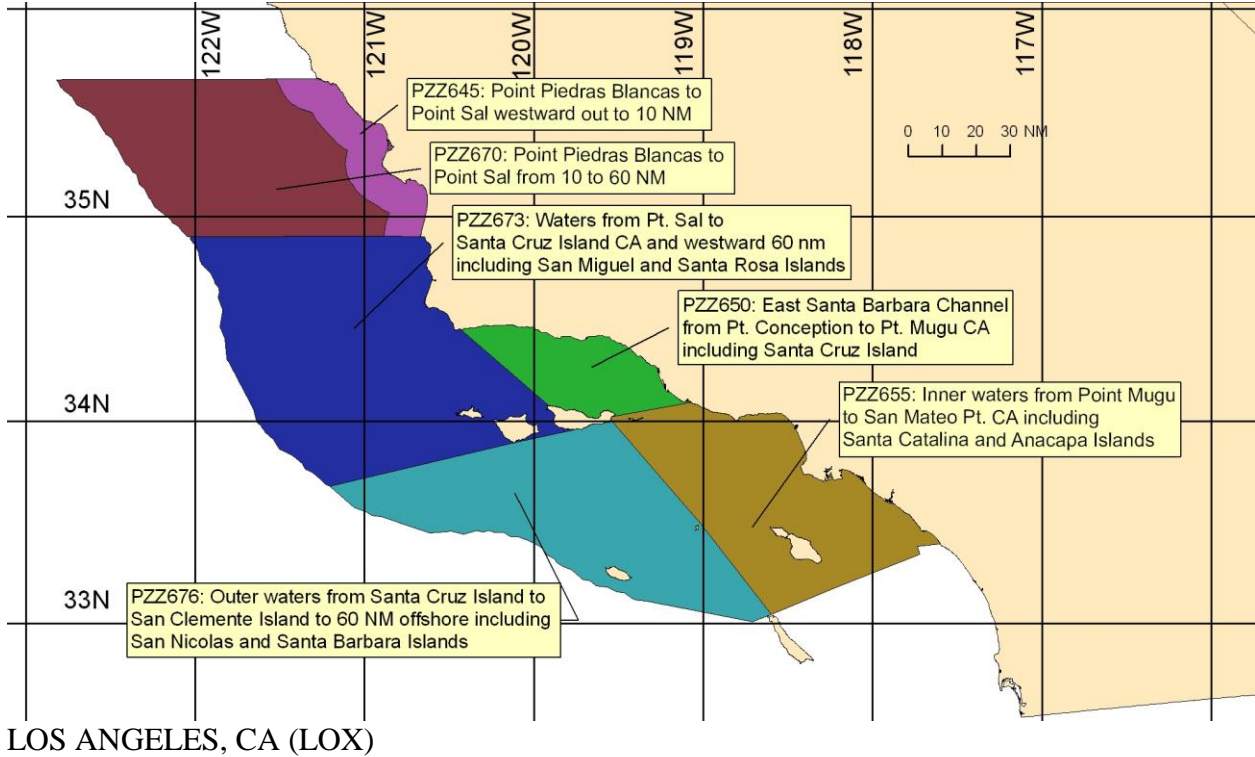 122W
121W
120W
119W
118W
117W
PZZ645: Point Piedras Blancas to
Point Sal westward out to 10 NM
0 10 20 30 NM
PZZ670: Point Piedras Blancas to
Point Sal from 10 to 60 NM
35N
PZZ673: Waters from Pt. Sal to
Santa Cruz Island CA and westward 60 nm
including San Miguel and Santa Rosa Islands
PZZ650: East Santa Barbara Channel
from Pt. Conception to Pt. Mugu CA
including Santa Cruz Island
34N
PZZ655: Inner waters from Point Mugu
to San Mateo Pt. CA including
Santa Catalina and Anacapa Islands
33N
PZZ676: Outer waters from Santa Cruz Island to
San Clemente Island to 60 NM offshore including
San Nicolas and Santa Barbara Islands
LOS ANGELES, CA (LOX)